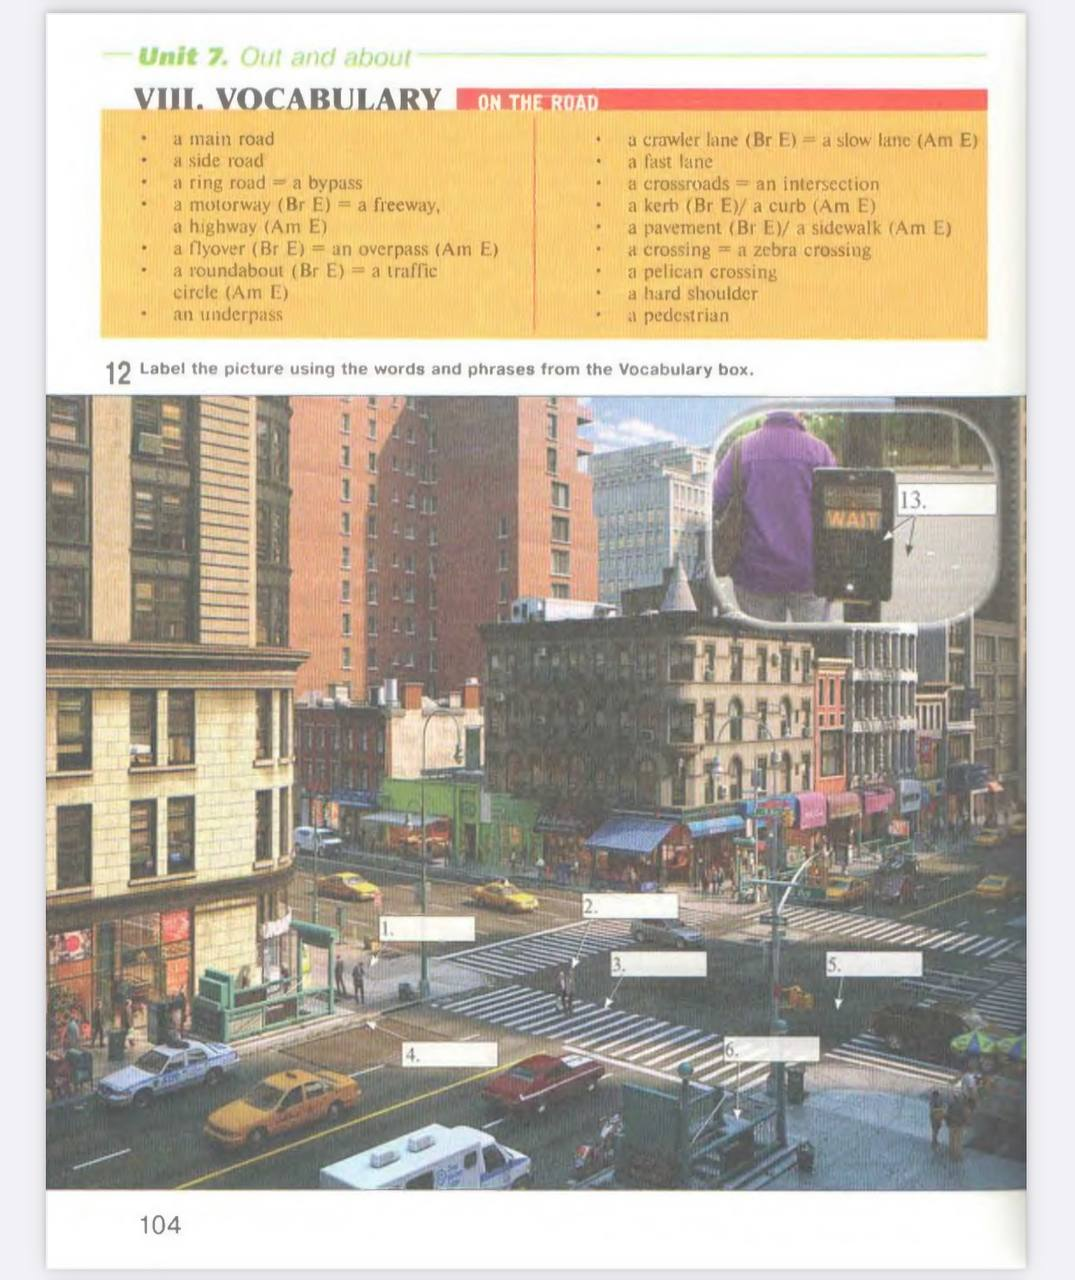 Unit 7. Out and about
VIII. VOCABULARY
ON THE ROAD
• a main road
• a side road
• a ring road = a bypass
• a motorway (Br E) = a freeway,
a highway (Am E)
• a flyover (Br E) = an overpass (Am E)
• a roundabout (Br E) = a traffic
circle (Am E)
• an underpass
• a crawler lane (Br E) = a slow lane (Am E)
• a fast lane
• a crossroads = an intersection
• a kerb (Br E)/ a curb (Am E)
• a pavement (Br E)/ a sidewalk (Am E)
• a crossing = a zebra crossing
• a pelican crossing
• a hard shoulder
• a pedestrian
12 Label the picture using the words and phrases from the Vocabulary box.
WAIT
13.
1.
2.
3.
5.
4.
6.
104